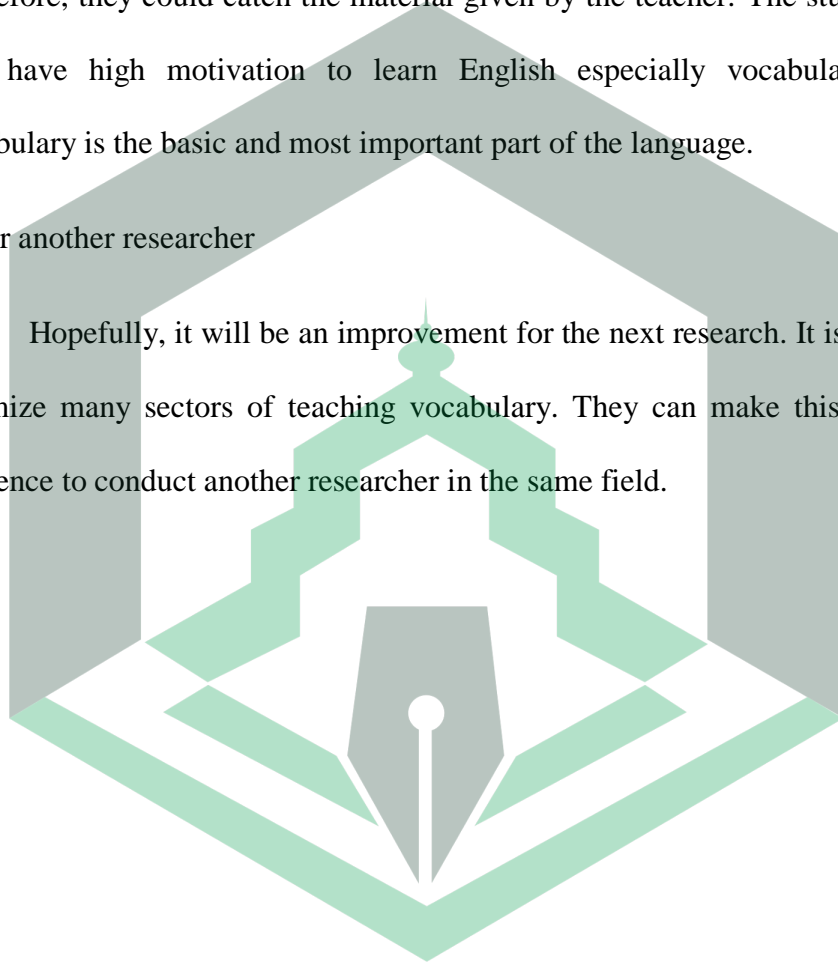 efore, they could catch the material given by the teacher. The stu
have high motivation to learn English especially vocabula
bulary is the basic and most important part of the language.
r another researcher
Hopefully, it will be an improvement for the next research. It is
nize many sectors of teaching vocabulary. They can make this
ence to conduct another researcher in the same field.